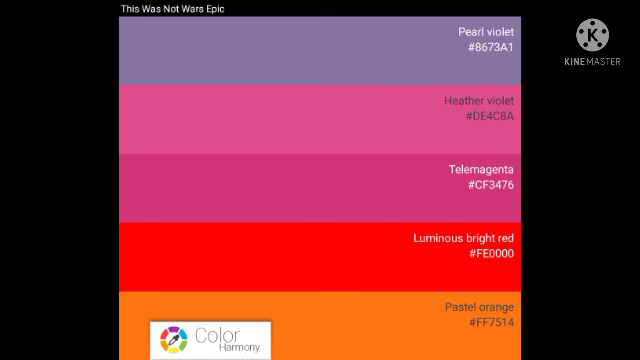 This Was Not Wars Epic
Pearl violet
#8673A1
K
KINEMASTER
Heather violet
#DE4C8A
Telemagenta
#CF3476
Luminous bright red
#FE0000
Pastel orange
#FF7514
Color
Harmony